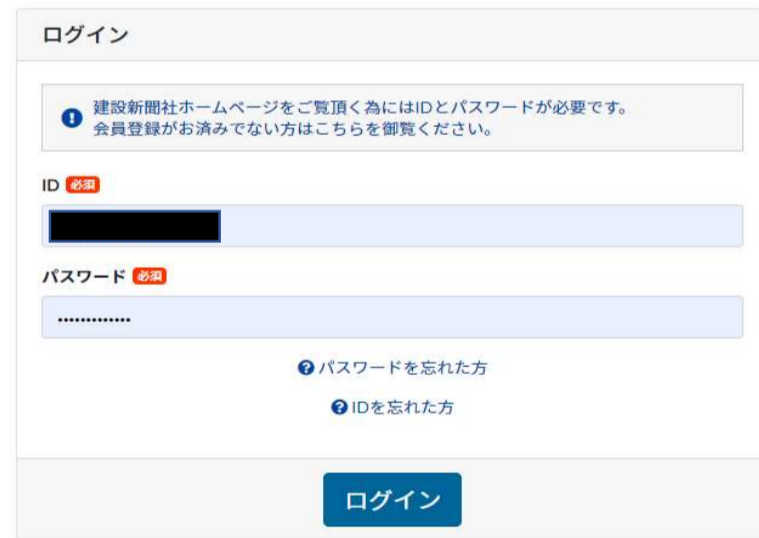 ログイン
建設新聞社ホームページをご覧頂く為にはIDとパスワードが必要です。
会員登録がお済みでない方はこちらを御覧ください。
ID 必須
パスワード 必須
.............
パスワードを忘れた方
IDを忘れた方
ログイン